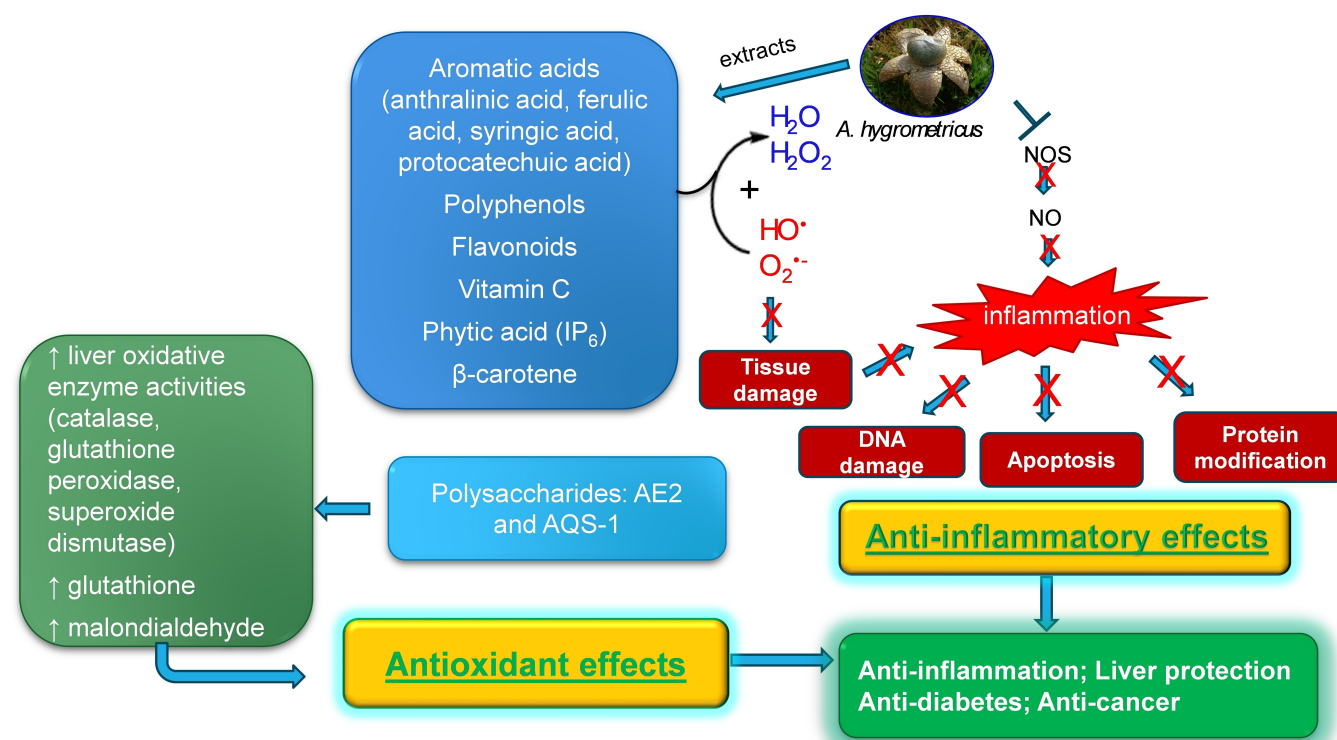 Aromatic acids
(anthralinic acid, ferulic
acid, syringic acid,
protocatechuic acid)
Polyphenols
Flavonoids
Vitamin C
Phytic acid (IP₆)
β-carotene
extracts
A. hygrometricus
H₂O
H₂O₂
+
HO•
O₂•-
NOS
X
NO
X
inflammation
X
Tissue
damage
X
X
X
X
DNA
damage
Apoptosis
Protein
modification
↑ liver oxidative
enzyme activities
(catalase,
glutathione
peroxidase,
superoxide
dismutase)
↑ glutathione
↑ malondialdehyde
Polysaccharides: AE2
and AQS-1
Anti-inflammatory effects
Antioxidant effects
Anti-inflammation; Liver protection
Anti-diabetes; Anti-cancer